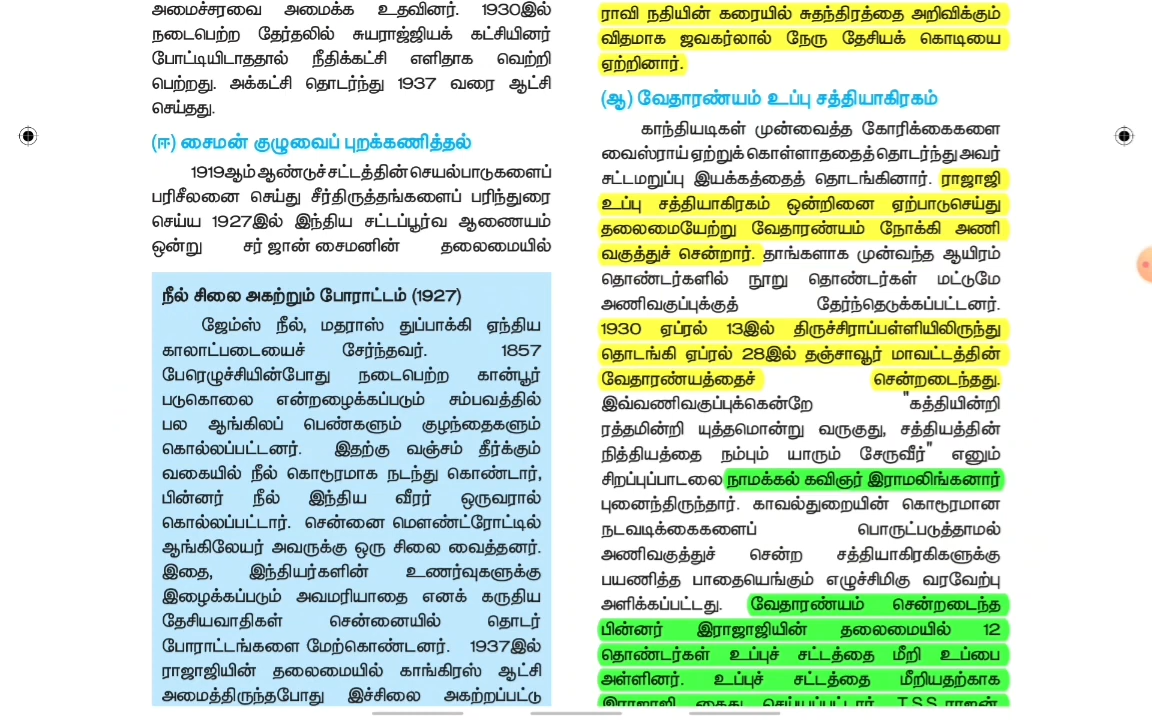 அமைச்சரவை அமைக்க உதவினர். 1930இல்
நடைபெற்ற தேர்தலில் சுயராஜ்ஜியக் கட்சியினர்
போட்டியிடாததால் நீதிக்கட்சி எளிதாக வெற்றி
பெற்றது. அக்கட்சி தொடர்ந்து 1937 வரை ஆட்சி
செய்தது.
(ஈ) சைமன் குழுவைப் புறக்கணித்தல்
1919ஆம் ஆண்டுச் சட்டத்தின் செயல்பாடுகளைப்
பரிசீலனை செய்து சீர்திருத்தங்களைப் பரிந்துரை
செய்ய 1927இல் இந்திய சட்டப்பூர்வ ஆணையம்
ஒன்று சர் ஜான் சைமனின் தலைமையில்
நீல் சிலை அகற்றும் போராட்டம் (1927)
ஜேம்ஸ் நீல், மதராஸ் துப்பாக்கி ஏந்திய
காலாட்படையைச் சேர்ந்தவர். 1857
பேரெழுச்சியின்போது நடைபெற்ற கான்பூர்
படுகொலை என்றழைக்கப்படும் சம்பவத்தில்
பல ஆங்கிலப் பெண்களும் குழந்தைகளும்
கொல்லப்பட்டனர். இதற்கு வஞ்சம் தீர்க்கும்
வகையில் நீல் கொடூரமாக நடந்து கொண்டார்,
பின்னர் நீல் இந்திய வீரர் ஒருவரால்
கொல்லப்பட்டார். சென்னை மௌண்ட்ரோட்டில்
ஆங்கிலேயர் அவருக்கு ஒரு சிலை வைத்தனர்.
இதை, இந்தியர்களின் உணர்வுகளுக்கு
இழைக்கப்படும் அவமரியாதை எனக் கருதிய
தேசியவாதிகள் சென்னையில் தொடர்
போராட்டங்களை மேற்கொண்டனர். 1937இல்
ராஜாஜியின் தலைமையில் காங்கிரஸ் ஆட்சி
அமைத்திருந்தபோது இச்சிலை அகற்றப்பட்டு
ராவி நதியின் கரையில் சுதந்திரத்தை அறிவிக்கும்
விதமாக ஜவகர்லால் நேரு தேசியக் கொடியை
ஏற்றினார்.
(ஆ) வேதாரண்யம் உப்பு சத்தியாகிரகம்
காந்தியடிகள் முன்வைத்த கோரிக்கைகளை
வைஸ்ராய் ஏற்றுக் கொள்ளாததைத் தொடர்ந்து அவர்
சட்டமறுப்பு இயக்கத்தைத் தொடங்கினார். ராஜாஜி
உப்பு சத்தியாகிரகம் ஒன்றினை ஏற்பாடுசெய்து
தலைமையேற்று வேதாரண்யம் நோக்கி அணி
வகுத்துச் சென்றார். தாங்களாக முன்வந்த ஆயிரம்
தொண்டர்களில் நூறு தொண்டர்கள் மட்டுமே
அணிவகுப்புக்குத் தேர்ந்தெடுக்கப்பட்டனர்.
1930 ஏப்ரல் 13இல் திருச்சிராப்பள்ளியிலிருந்து
தொடங்கி ஏப்ரல் 28இல் தஞ்சாவூர் மாவட்டத்தின்
வேதாரண்யத்தைச் சென்றடைந்தது.
இவ்வணிவகுப்புக்கென்றே "கத்தியின்றி
ரத்தமின்றி யுத்தமொன்று வருகுது, சத்தியத்தின்
நித்தியத்தை நம்பும் யாரும் சேருவீர்" எனும்
சிறப்புப்பாடலை நாமக்கல் கவிஞர் இராமலிங்கனார்
புனைந்திருந்தார். காவல்துறையின் கொடூரமான
நடவடிக்கைகளைப் பொருட்படுத்தாமல்
அணிவகுத்துச் சென்ற சத்தியாகிரகிகளுக்கு
பயணித்த பாதையெங்கும் எழுச்சிமிகு வரவேற்பு
அளிக்கப்பட்டது. வேதாரண்யம் சென்றடைந்த
பின்னர் இராஜாஜியின் தலைமையில் 12
தொண்டர்கள் உப்புச் சட்டத்தை மீறி உப்பை
அள்ளினர். உப்புச் சட்டத்தை மீறியதற்காக
இராஜாஜி கைது செய்யப்பட்டார். T.S.S. ராஜன்,